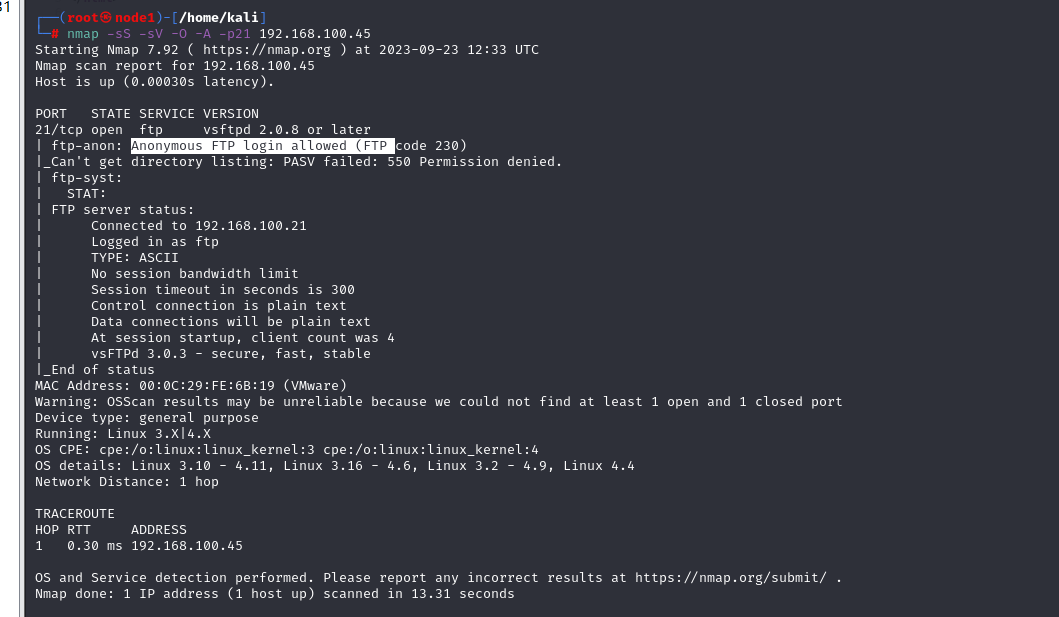 31
┌──(root㉿node1)-[/home/kali]
└─# nmap -sS -sV -O -A -p21 192.168.100.45
Starting Nmap 7.92 ( https://nmap.org ) at 2023-09-23 12:33 UTC
Nmap scan report for 192.168.100.45
Host is up (0.00030s latency).

PORT   STATE SERVICE VERSION
21/tcp open  ftp     vsftpd 2.0.8 or later
| ftp-anon: Anonymous FTP login allowed (FTP code 230)
|_Can't get directory listing: PASV failed: 550 Permission denied.
| ftp-syst:
|   STAT:
| FTP server status:
|      Connected to 192.168.100.21
|      Logged in as ftp
|      TYPE: ASCII
|      No session bandwidth limit
|      Session timeout in seconds is 300
|      Control connection is plain text
|      Data connections will be plain text
|      At session startup, client count was 4
|      vsFTPd 3.0.3 - secure, fast, stable
|_End of status
MAC Address: 00:0C:29:FE:6B:19 (VMware)
Warning: OSScan results may be unreliable because we could not find at least 1 open and 1 closed port
Device type: general purpose
Running: Linux 3.X|4.X
OS CPE: cpe:/o:linux:linux_kernel:3 cpe:/o:linux:linux_kernel:4
OS details: Linux 3.10 - 4.11, Linux 3.16 - 4.6, Linux 3.2 - 4.9, Linux 4.4
Network Distance: 1 hop

TRACEROUTE
HOP RTT     ADDRESS
1   0.30 ms 192.168.100.45

OS and Service detection performed. Please report any incorrect results at https://nmap.org/submit/ .
Nmap done: 1 IP address (1 host up) scanned in 13.31 seconds